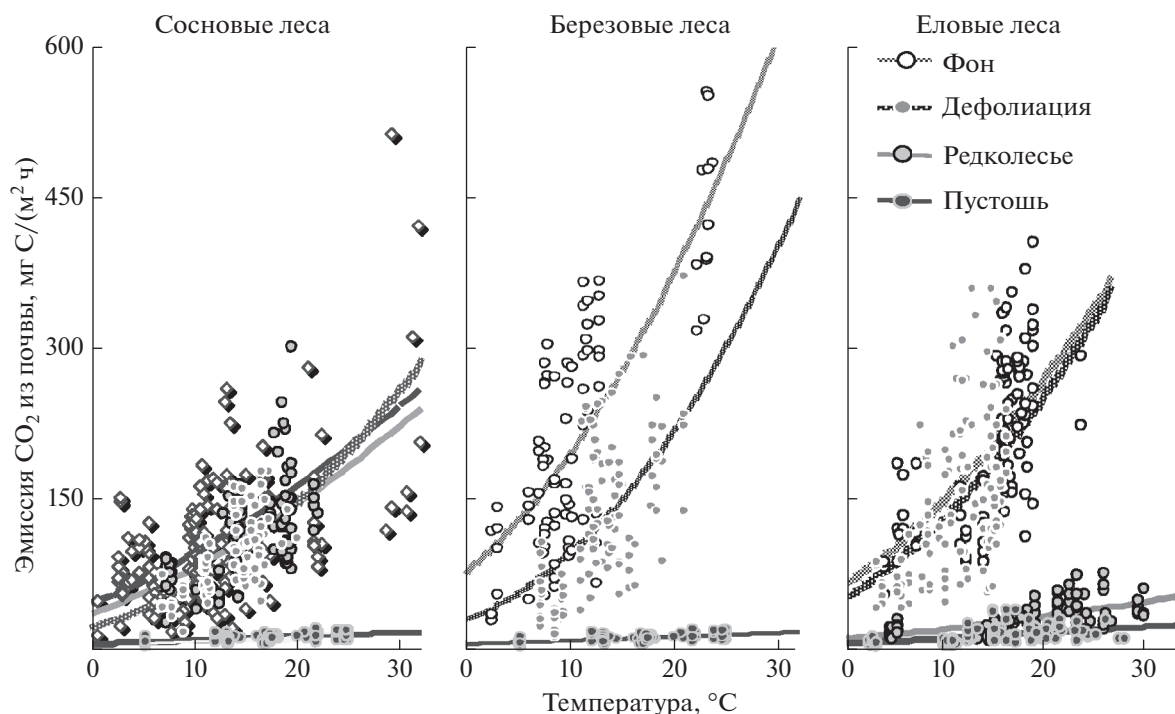 Сосновые леса
Березовые леса
Еловые леса
Эмиссия CO₂ из почвы, мг C/(м² ч)
600
450
300
150
Фон
Дефолиация
Редколесье
Пустошь
0 10 20 30
0 10 20 30
0 10 20 30
Температура, °C